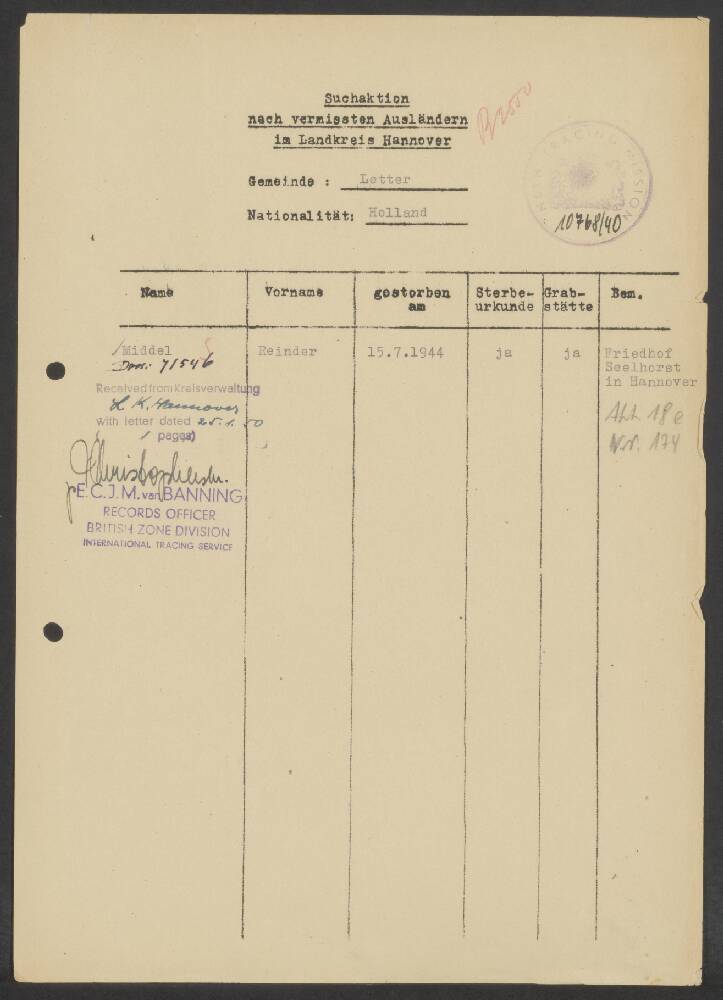 Suchaktion
nach vermissten Ausländern
im Landkreis Hannover
Gemeinde : Letter
Nationalität: Holland
TRACING MISSION
10768/40
Name Vorname gestorben am Sterbe-urkunde Grab-stätte Bem.
Middel Reinder 15.7.1944 ja ja Friedhof
Seelhorst
in Hannover
71546
Abt. 18e
Nr. 174
Received from Kreisverwaltung
L.K. Hannover
with letter dated 25.1.50
( 1 pages)
E.C.J.M. van BANNING
RECORDS OFFICER
BRITISH ZONE DIVISION
INTERNATIONAL TRACING SERVICE